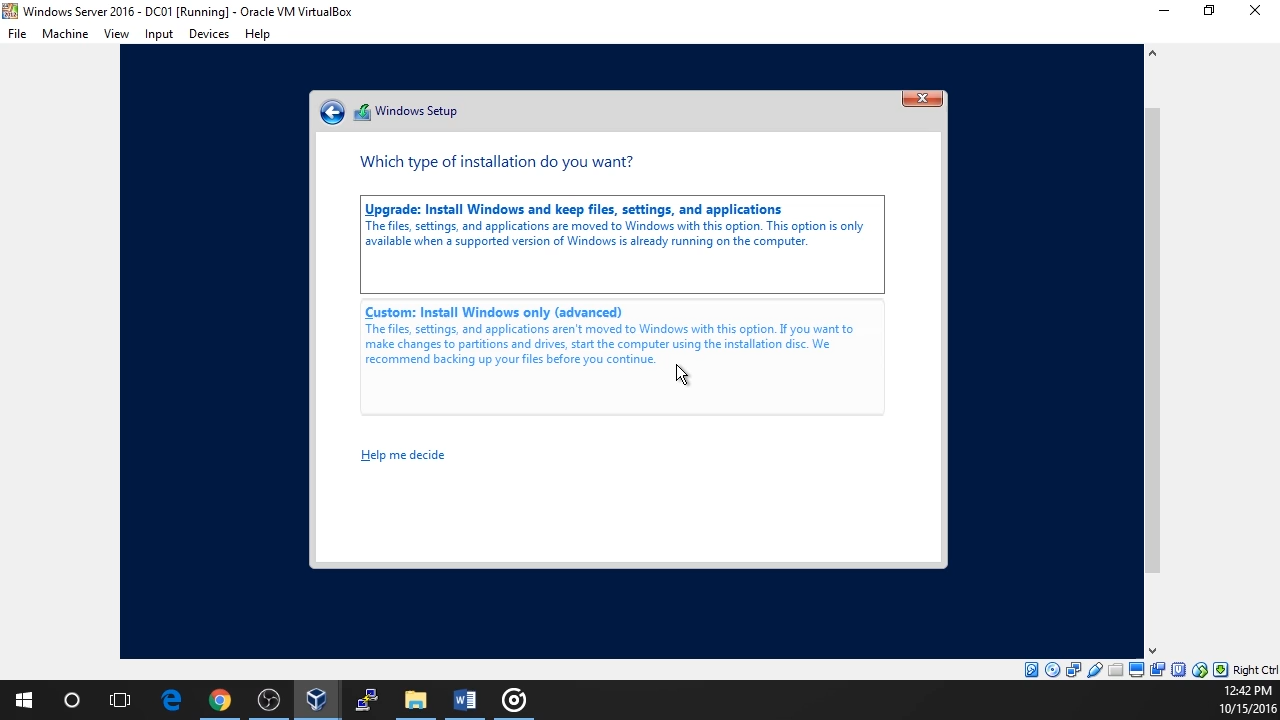 Windows Server 2016 - DC01 [Running] - Oracle VM VirtualBox
File Machine View Input Devices Help
Windows Setup
Which type of installation do you want?
Upgrade: Install Windows and keep files, settings, and applications
The files, settings, and applications are moved to Windows with this option. This option is only
available when a supported version of Windows is already running on the computer.
Custom: Install Windows only (advanced)
The files, settings, and applications aren't moved to Windows with this option. If you want to
make changes to partitions and drives, start the computer using the installation disc. We
recommend backing up your files before you continue.
Help me decide
Right Ctrl
12:42 PM
10/15/2016